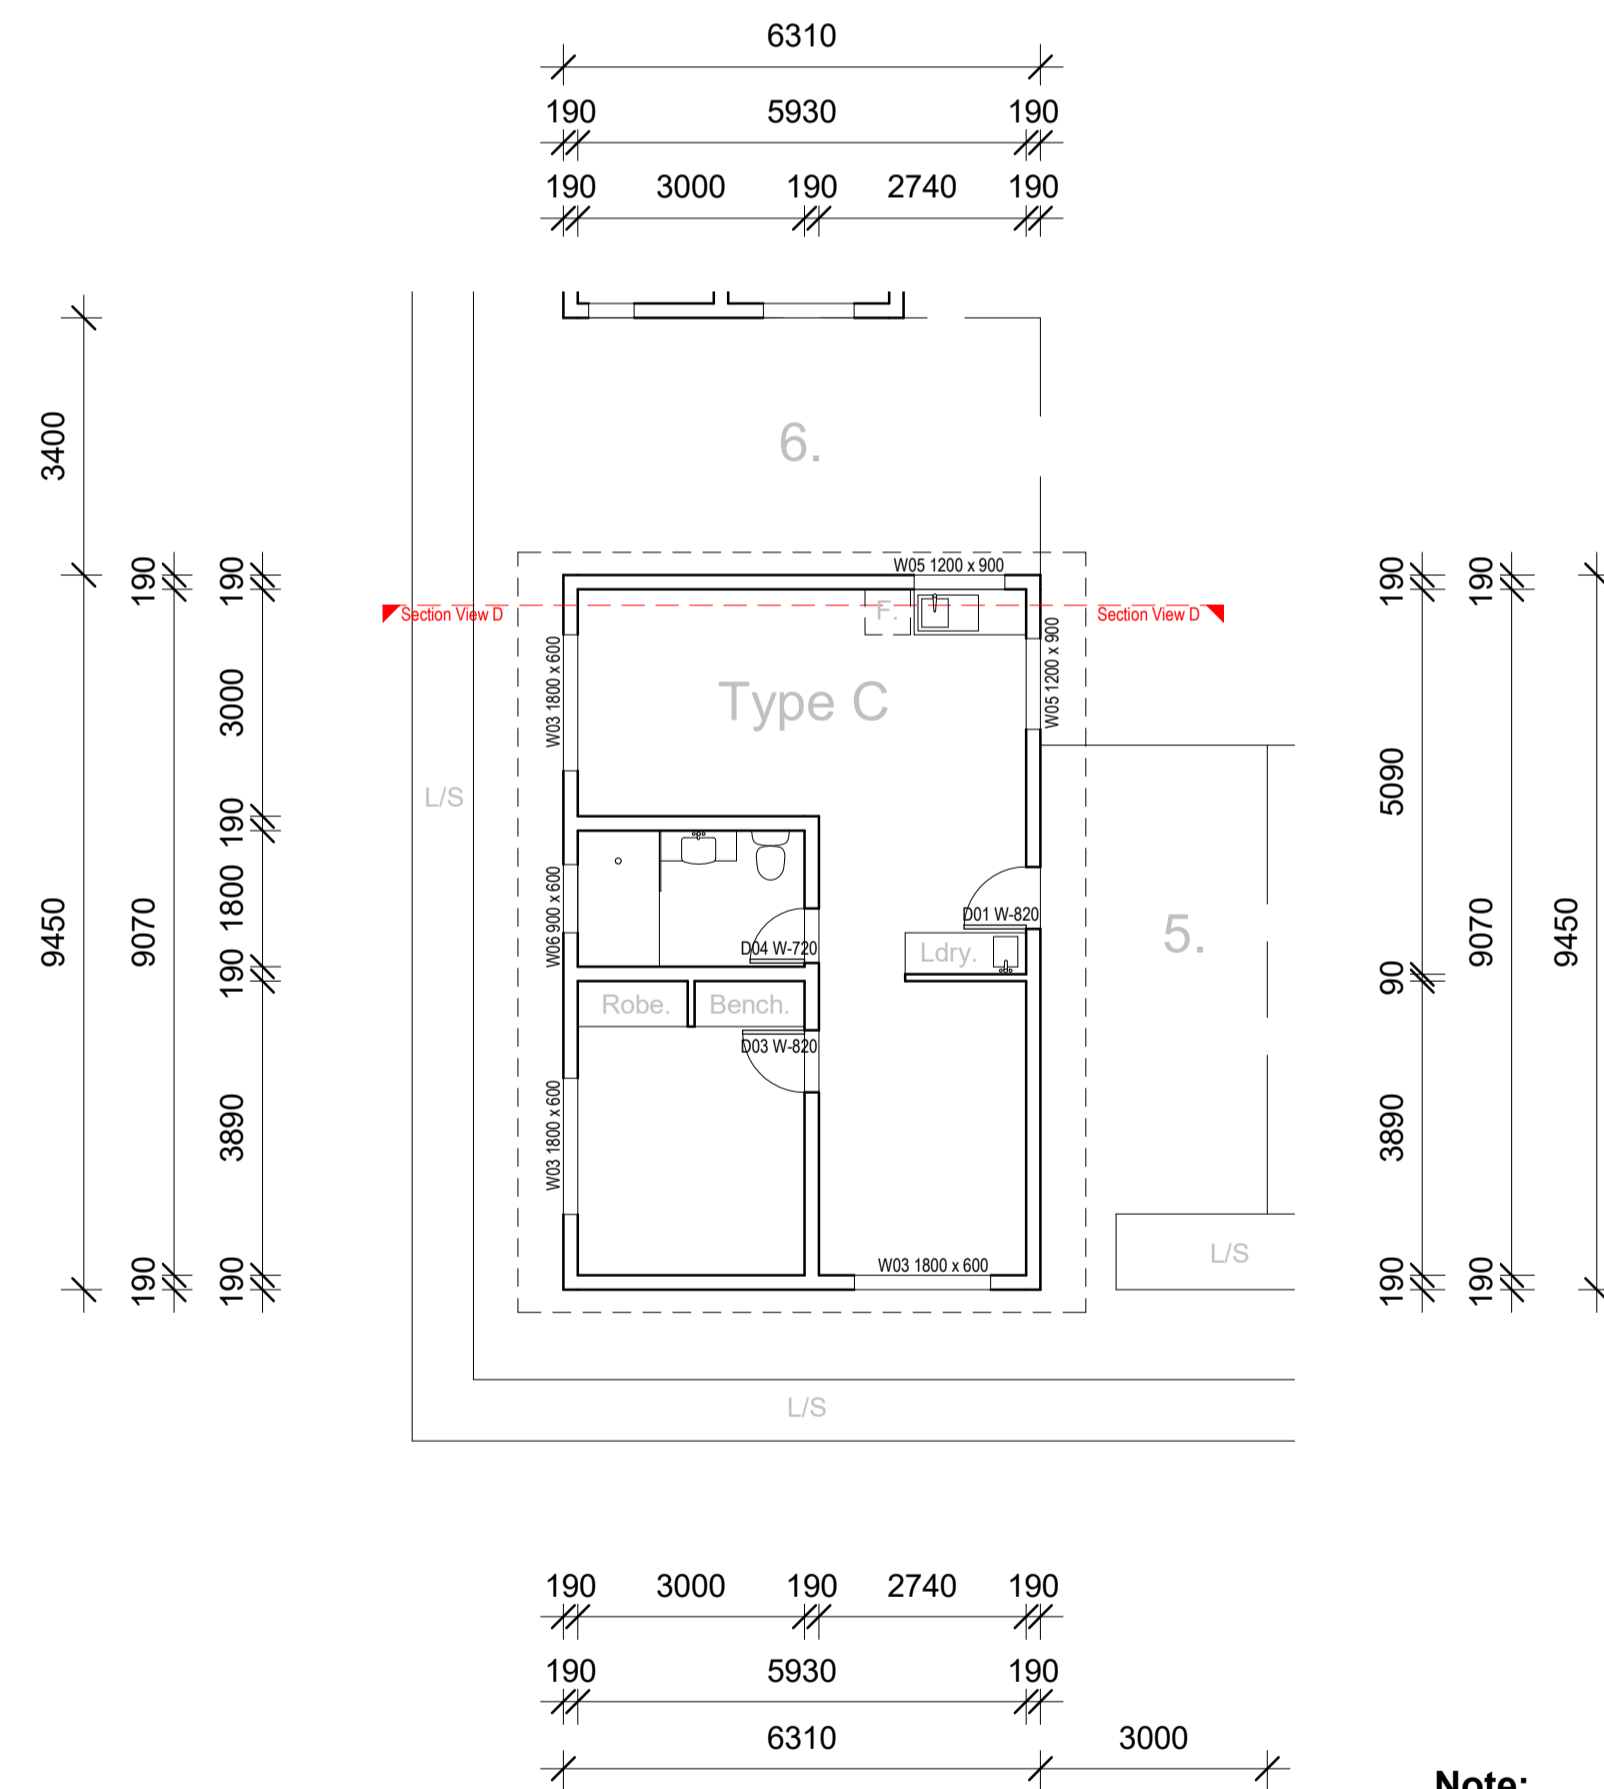 6310
190 5930 190
190 3000 190 2740 190
3400
6.
190 190 190 190
W05 1200 x 900
F.
Section View D
Section View D
W03 1800 x 600
W05 1200 x 900
3000
Type C
5090
L/S
190
1800
W06 900 x 600
9450
9070
190
D01 W-820
D04 W-720
Ldry.
5.
90
9070
9450
Robe.
Bench.
D03 W-820
W03 1800 x 600
3890
3890
L/S
W03 1800 x 600
190 190 190 190
L/S
190 3000 190 2740 190
190 5930 190
6310 3000
Note: